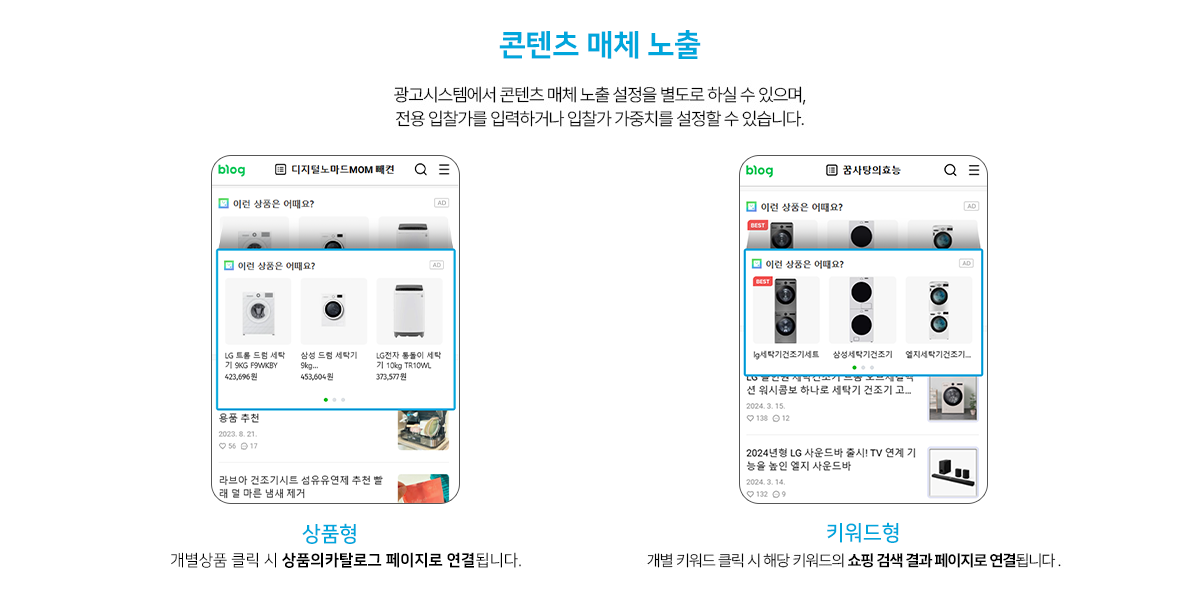 콘텐츠 매체 노출
광고시스템에서 콘텐츠 매체 노출 설정을 별도로 하실 수 있으며,
전용 입찰가를 입력하거나 입찰가 가중치를 설정할 수 있습니다.
blog 디지털노마드MOM 빼컨
이런 상품은 어때요? AD
이런 상품은 어때요? AD
LG 트롬 드럼 세탁 삼성 드럼 세탁기 LG전자 통돌이 세탁
기 9KG F9WKBY 9kg... 기 10kg TR10WL
423,696원 453,604원 373,577원
용품 추천
2023. 8. 21.
56 17
라브아 건조기시트 섬유유연제 추천 빨
래 덜 마른 냄새 제거
상품형
개별상품 클릭 시 상품의카탈로그 페이지로 연결됩니다.
blog 꿈사탕의효능
이런 상품은 어때요? AD
BEST
이런 상품은 어때요? AD
BEST
lg세탁기건조기세트 삼성세탁기건조기 엘지세탁기건조기...
LG 올인원 세탁건조기 트롬 오브제컬렉
션 워시콤보 하나로 세탁기 건조기 고...
2024. 3. 15.
138 12
2024년형 LG 사운드바 출시! TV 연계 기
능을 높인 엘지 사운드바
2024. 3. 14.
132 9
키워드형
개별 키워드 클릭 시 해당 키워드의 쇼핑 검색 결과 페이지로 연결됩니다 .